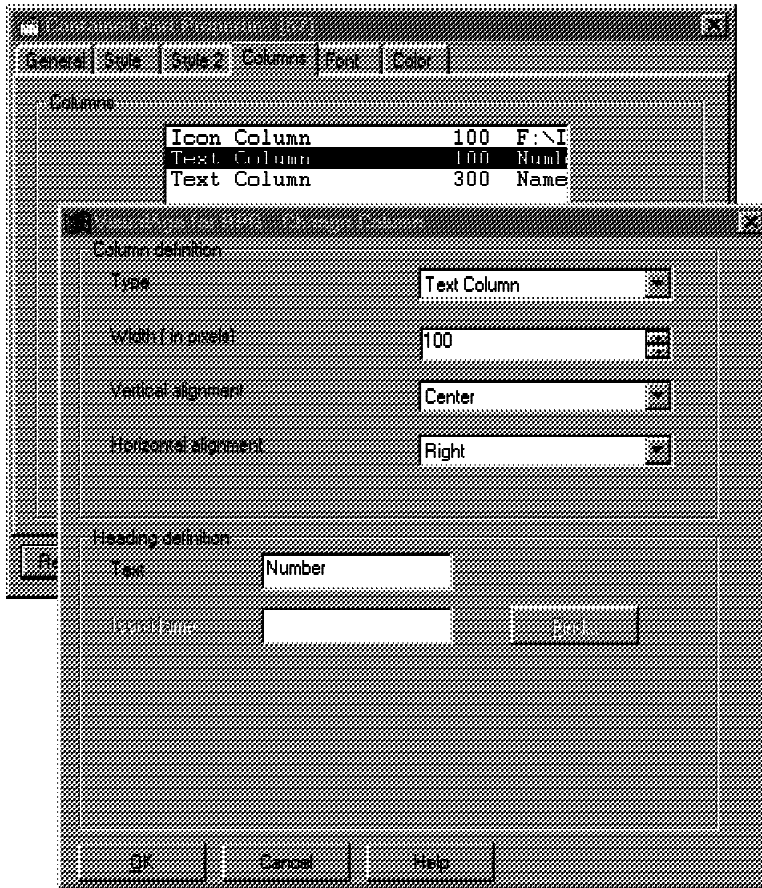 General Style Style 2 Columns Font Color
Columns
Icon Column 100 F:\I
Text Column 100 Numb
Text Column 300 Name
Column definition
Type Text Column
Width( in pixels) 100
Vertical alignment Center
Horizontal alignment Right
Heading definition
Text Number
OK Cancel Help